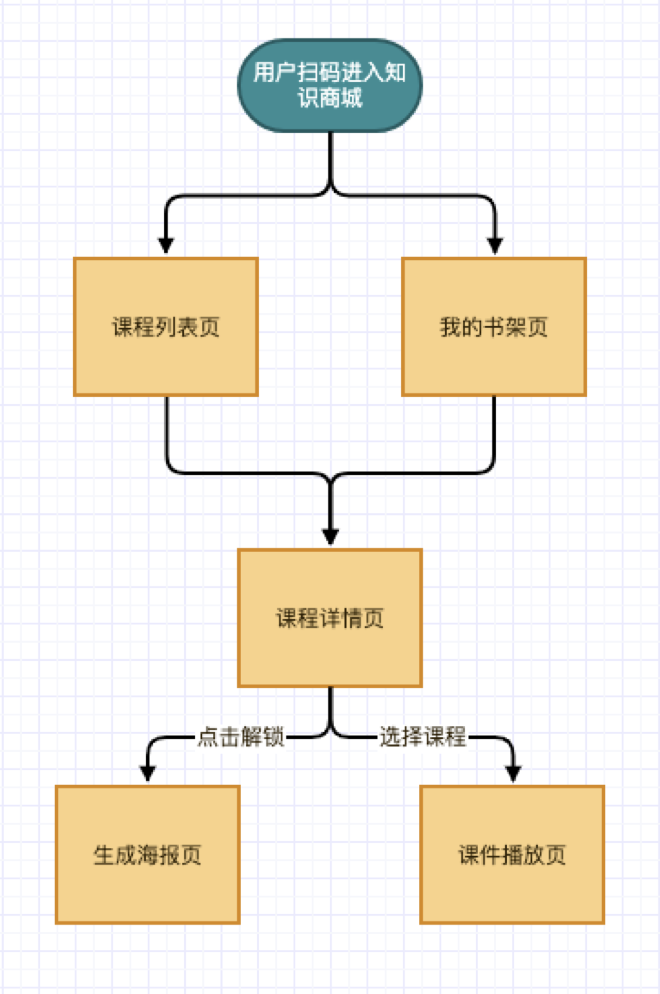 用户扫码进入知
识商城
课程列表页
我的书架页
课程详情页
点击解锁
选择课程
生成海报页
课件播放页